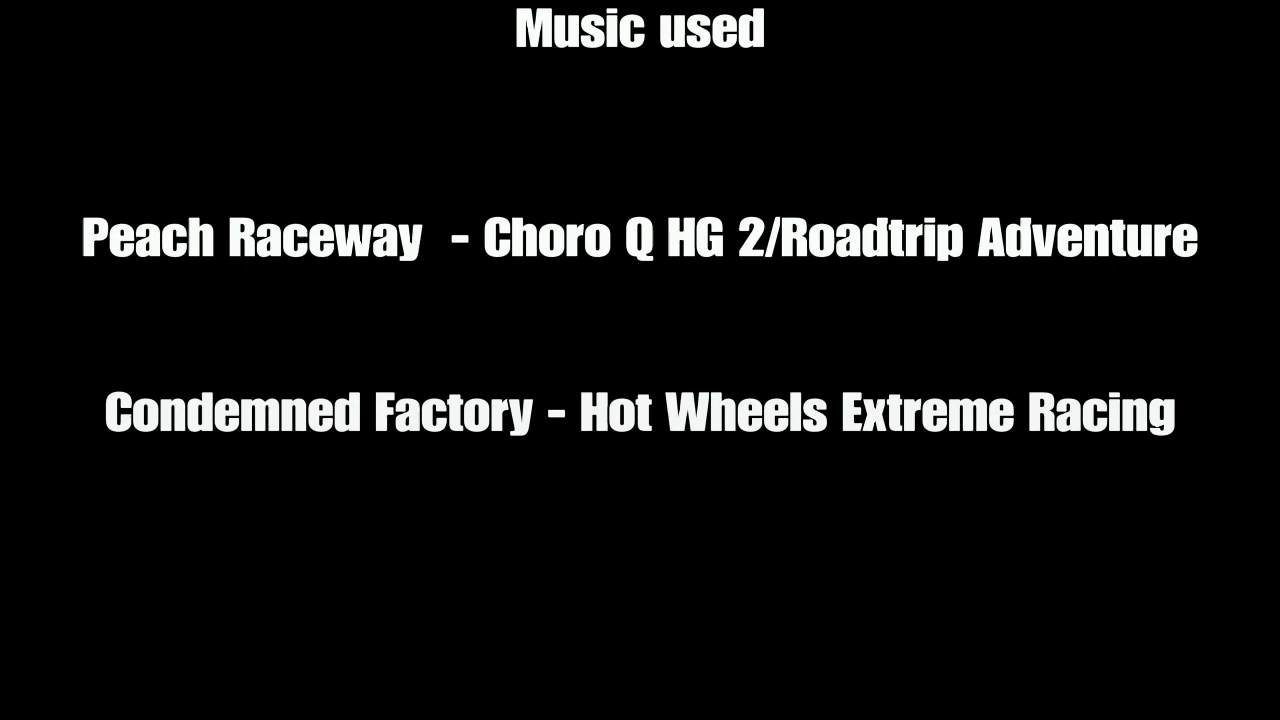 Music used
Peach Raceway  - Choro Q HG 2/Roadtrip Adventure
Condemned Factory - Hot Wheels Extreme Racing